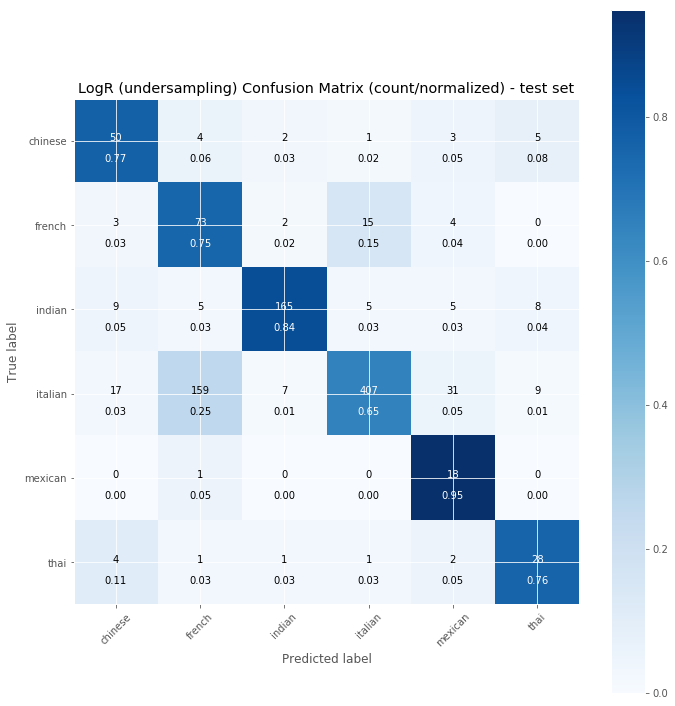 LogR (undersampling) Confusion Matrix (count/normalized) - test set
chinese 50 4 2 1 3 5
0.77 0.06 0.03 0.02 0.05 0.08
french 3 73 2 15 4 0
0.03 0.75 0.02 0.15 0.04 0.00
indian 9 5 165 5 5 8
0.05 0.03 0.84 0.03 0.03 0.04
italian 17 159 7 407 31 9
0.03 0.25 0.01 0.65 0.05 0.01
mexican 0 1 0 0 18 0
0.00 0.05 0.00 0.00 0.95 0.00
thai 4 1 1 1 2 28
0.11 0.03 0.03 0.03 0.05 0.76
chinese french indian italian mexican thai
Predicted label
True label
0.8
0.6
0.4
0.2
0.0